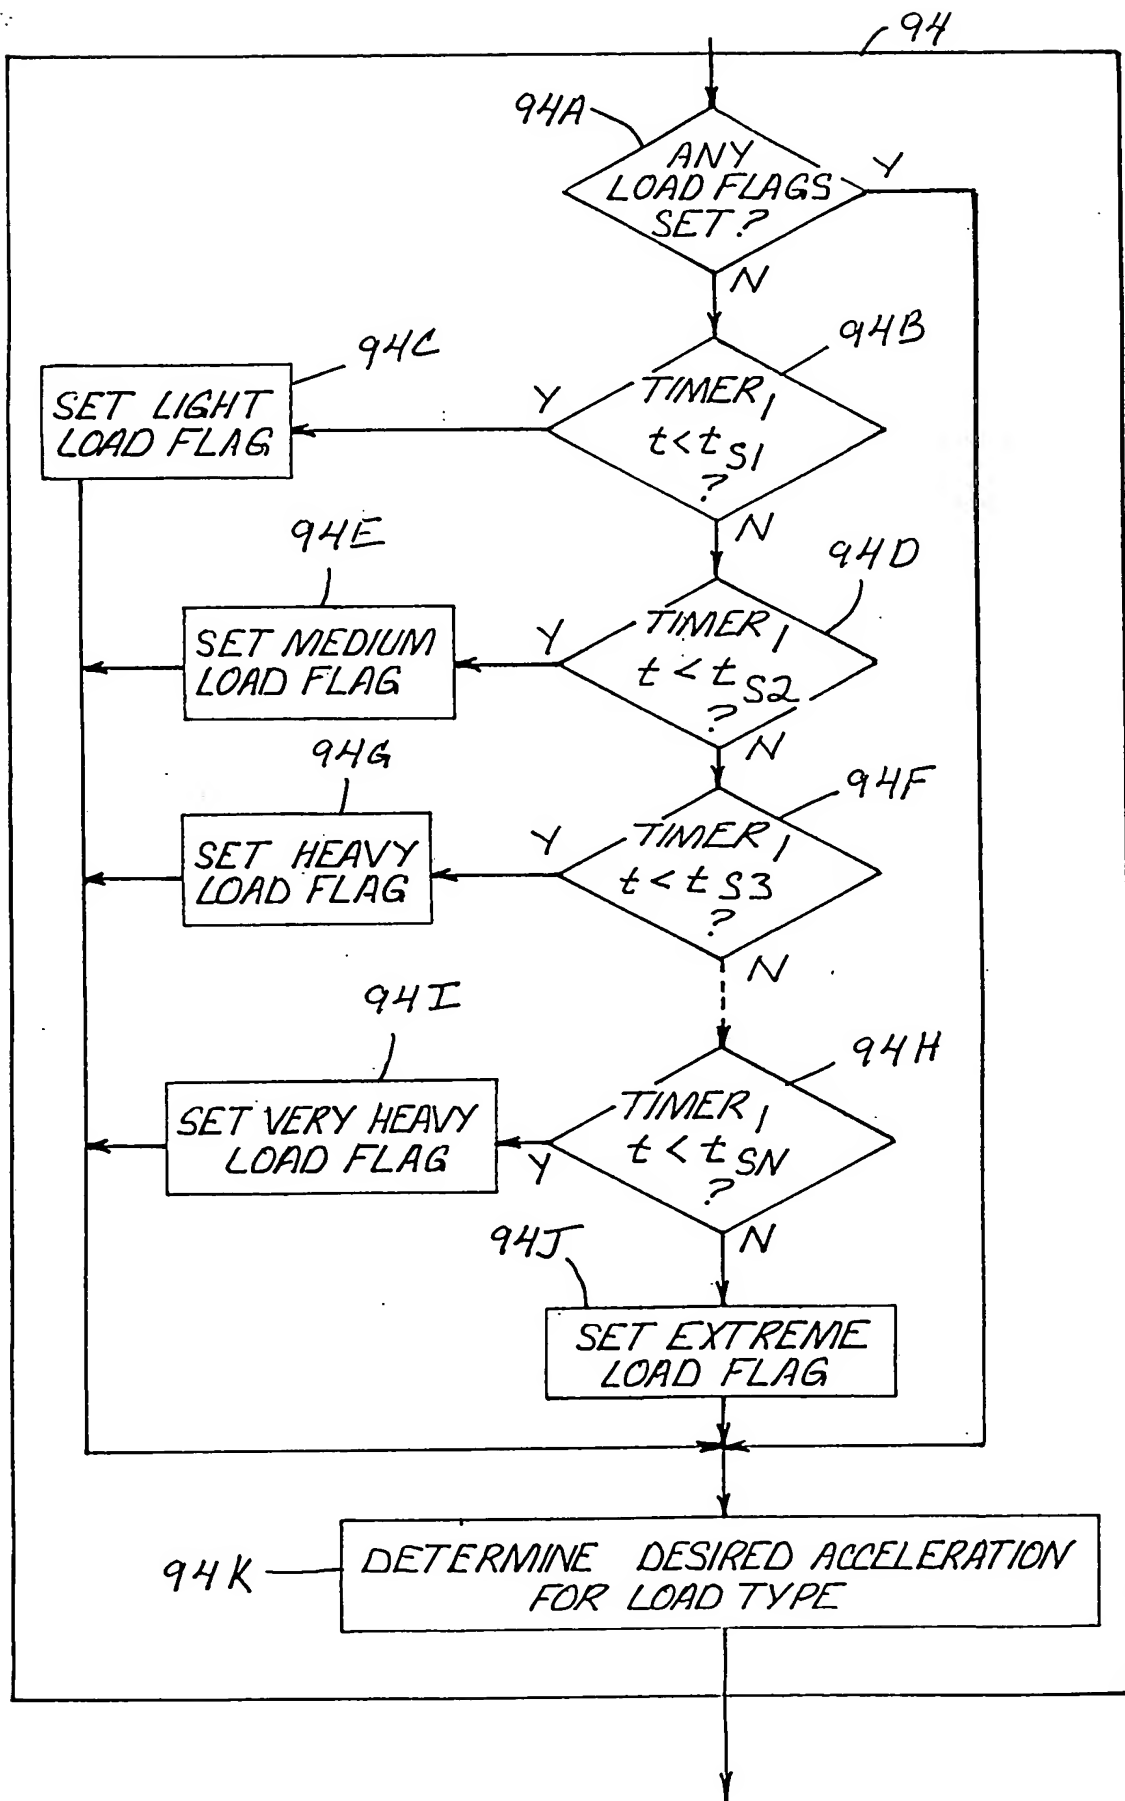 94
94A
ANY
LOAD FLAGS
SET?
Y
N
94B
94C
SET LIGHT
LOAD FLAG
Y
TIMER1
t<tS1
?
N
94D
94E
SET MEDIUM
LOAD FLAG
Y
TIMER1
t<tS2
?
N
94F
94G
SET HEAVY
LOAD FLAG
Y
TIMER1
t<tS3
?
N
94H
94I
SET VERY HEAVY
LOAD FLAG
Y
TIMER1
t<tSN
?
N
94J
SET EXTREME
LOAD FLAG
94K
DETERMINE DESIRED ACCELERATION
FOR LOAD TYPE